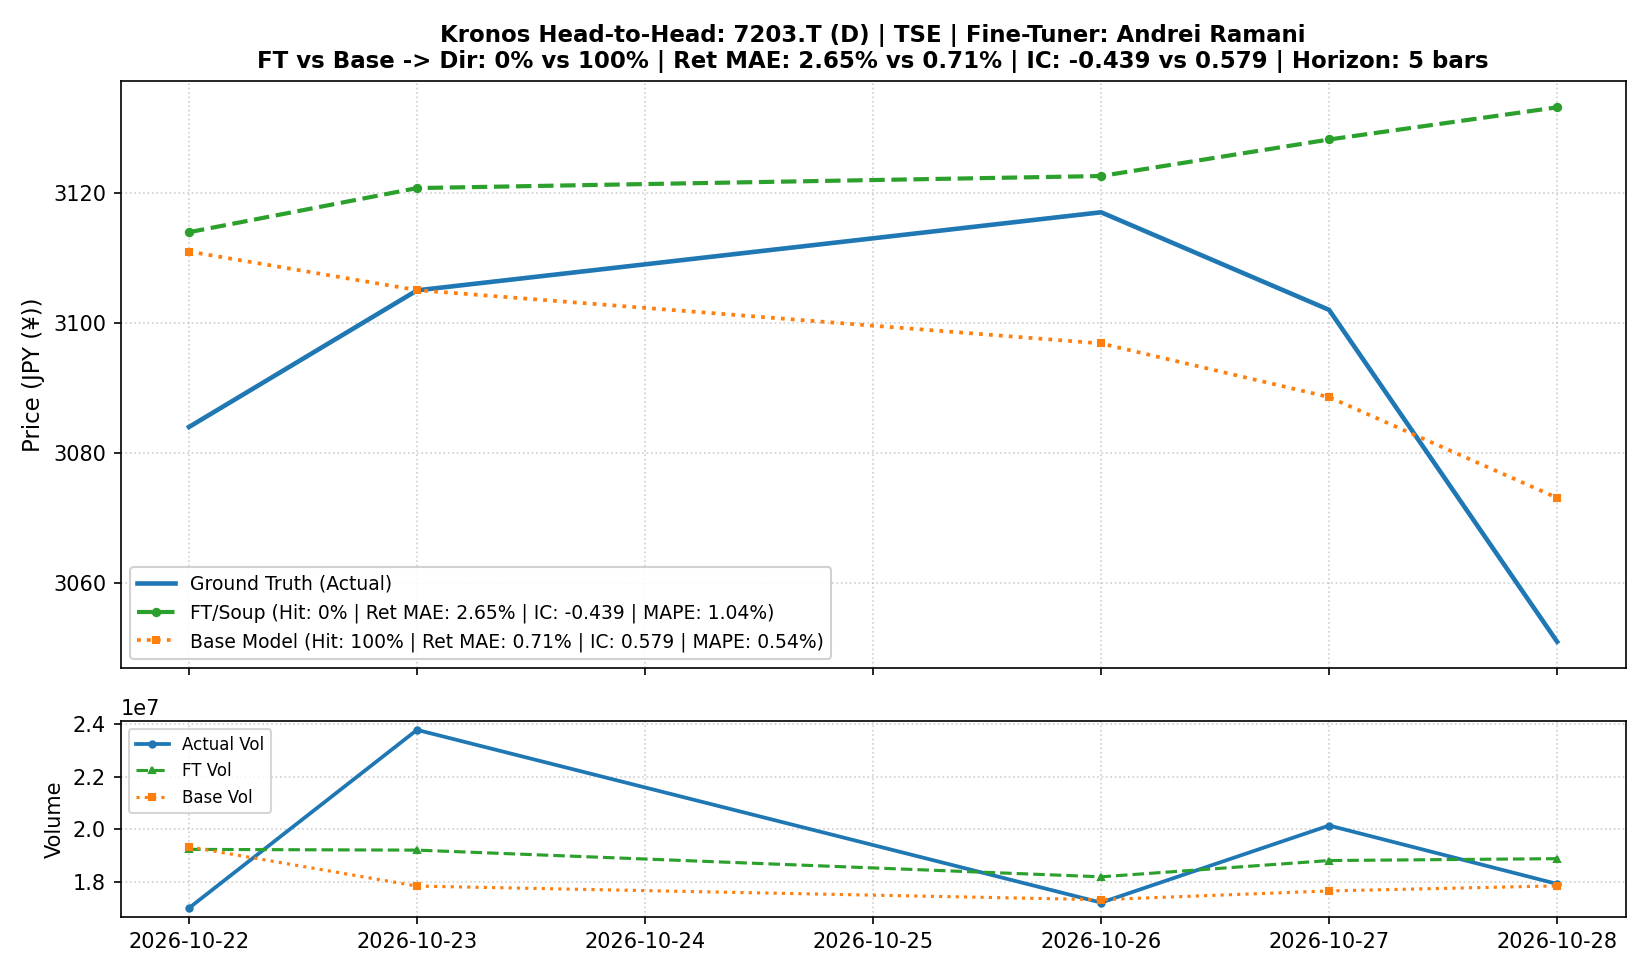 Kronos Head-to-Head: 7203.T (D) | TSE | Fine-Tuner: Andrei Ramani
FT vs Base -> Dir: 0% vs 100% | Ret MAE: 2.65% vs 0.71% | IC: -0.439 vs 0.579 | Horizon: 5 bars
Price (JPY (¥))
3120
3100
3080
3060
Ground Truth (Actual)
FT/Soup (Hit: 0% | Ret MAE: 2.65% | IC: -0.439 | MAPE: 1.04%)
Base Model (Hit: 100% | Ret MAE: 0.71% | IC: 0.579 | MAPE: 0.54%)
1e7
Volume
2.4
2.2
2.0
1.8
Actual Vol
FT Vol
Base Vol
2026-10-22
2026-10-23
2026-10-24
2026-10-25
2026-10-26
2026-10-27
2026-10-28